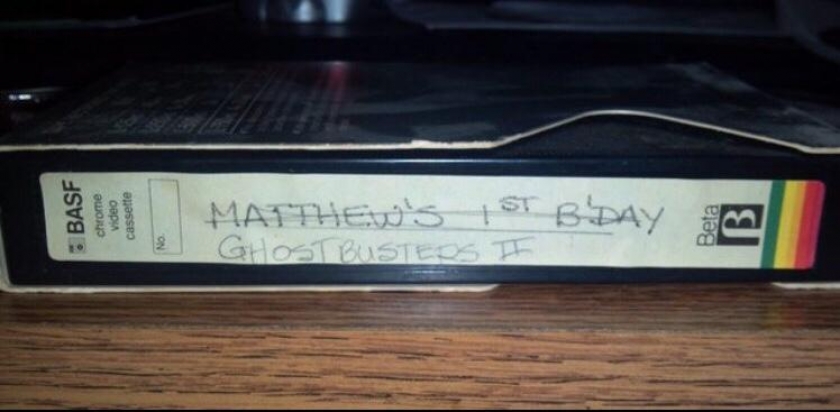 BASF
chrome
video
cassette
No.
MATTHEW'S 1ST B'DAY
GHOSTBUSTERS II
Beta
β